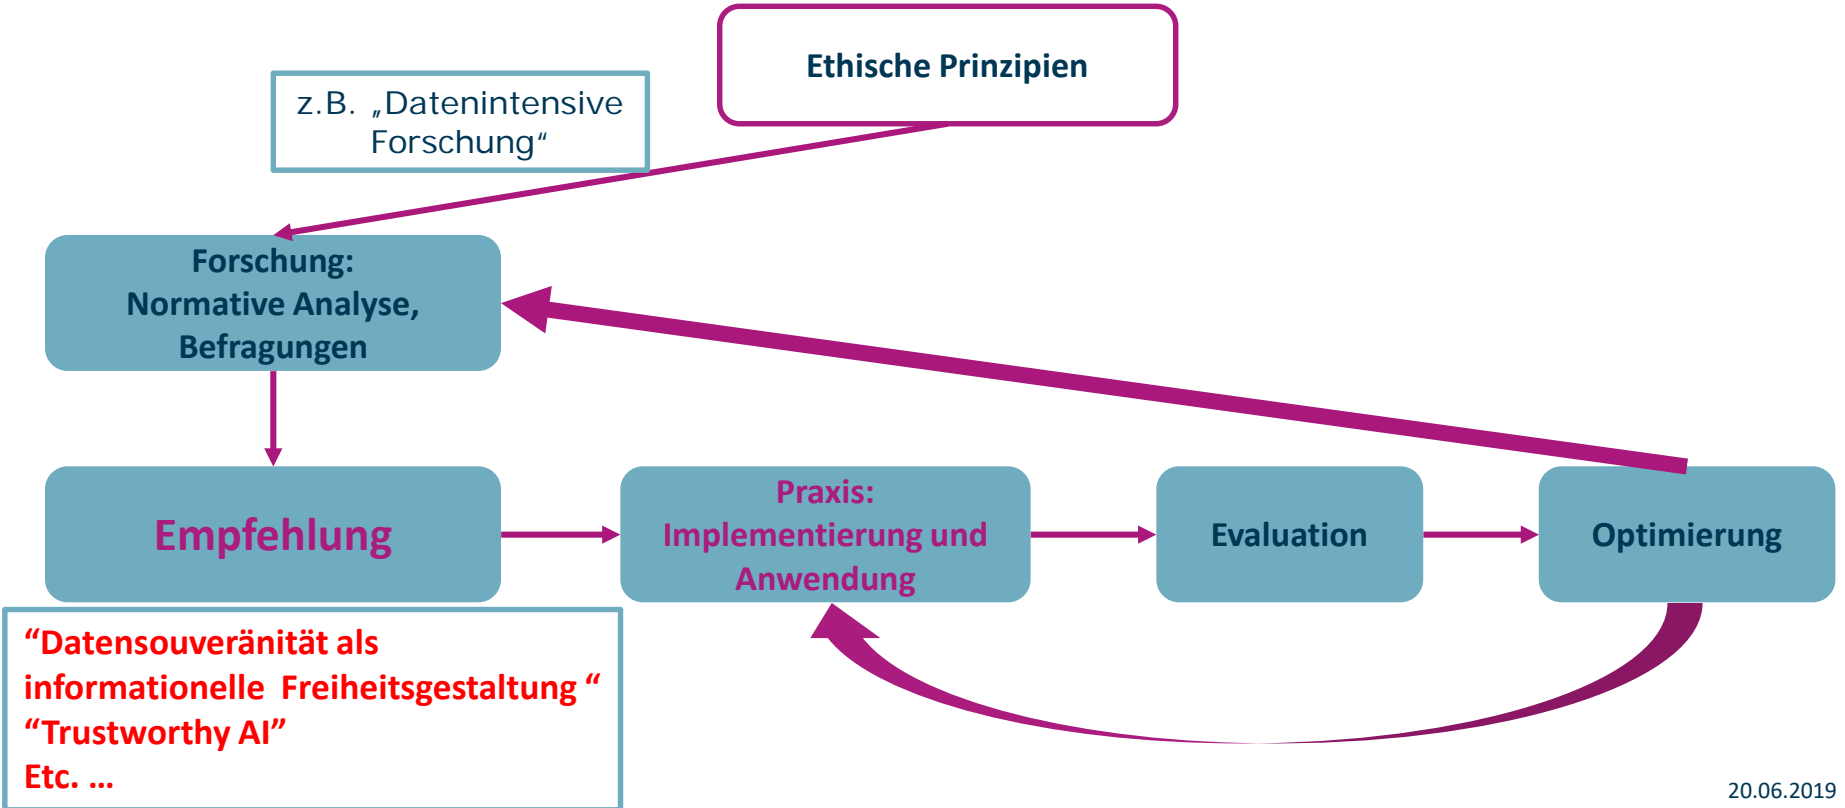 Ethische Prinzipien
z.B. „Datenintensive
Forschung“
Forschung:
Normative Analyse,
Befragungen
Empfehlung
Praxis:
Implementierung und
Anwendung
Evaluation
Optimierung
“Datensouveränität als
informationelle Freiheitsgestaltung “
“Trustworthy AI”
Etc. …
20.06.2019